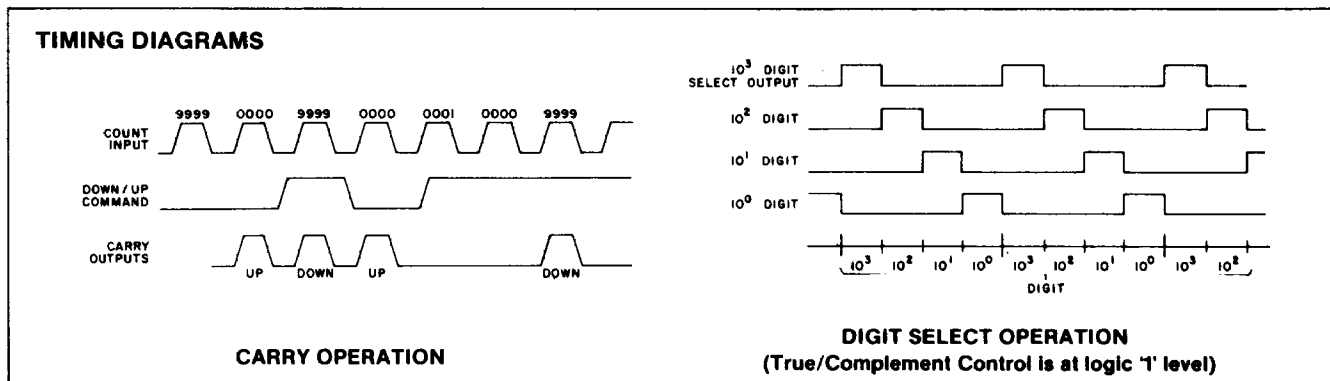 TIMING DIAGRAMS
9999 0000 9999 0000 0001 0000 9999
COUNT
INPUT
DOWN/UP
COMMAND
CARRY
OUTPUTS
UP DOWN UP DOWN
CARRY OPERATION
10³ DIGIT
SELECT OUTPUT
10² DIGIT
10¹ DIGIT
10⁰ DIGIT
10³ 10² 10¹ 10⁰ 10³ 10² 10¹ 10⁰ 10³ 10²
DIGIT
DIGIT SELECT OPERATION
(True/Complement Control is at logic '1' level)